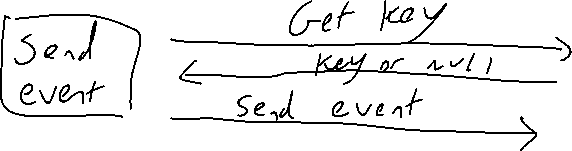 Send
event
Get key
key or null
Send event